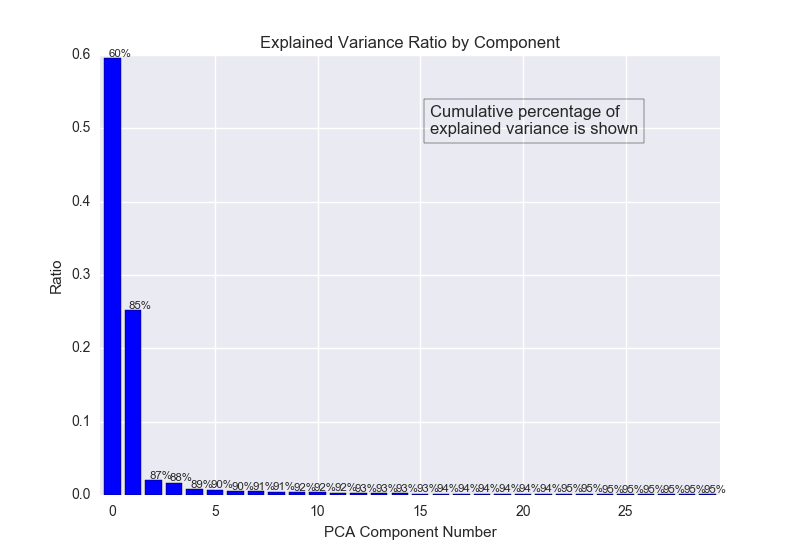 Explained Variance Ratio by Component
0.6
60%
Cumulative percentage of
explained variance is shown
0.5
0.4
0.3
85%
0.2
0.1
0.0
87% 88% 89% 90% 90% 91% 91% 92% 92% 92% 93% 93% 93% 93% 94% 94% 94% 94% 94% 94% 95% 95% 95% 95% 95% 95% 95% 95%
0 5 10 15 20 25
Ratio
PCA Component Number